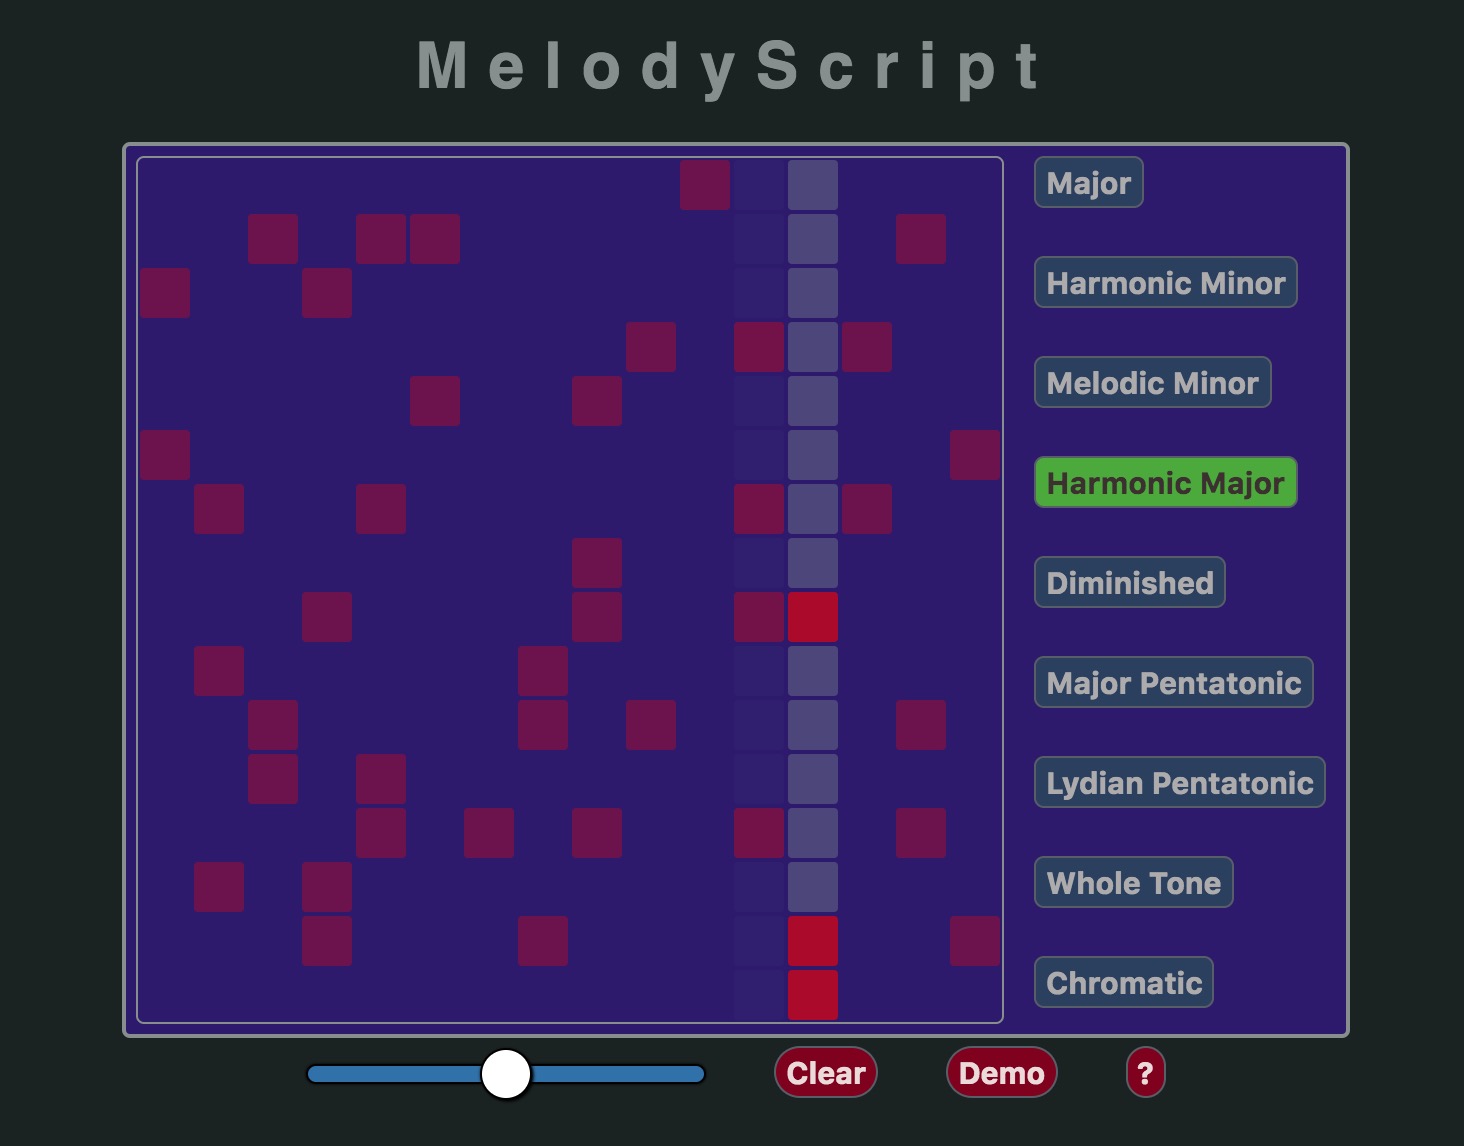 MelodyScript
Major
Harmonic Minor
Melodic Minor
Harmonic Major
Diminished
Major Pentatonic
Lydian Pentatonic
Whole Tone
Chromatic
Clear
Demo
?